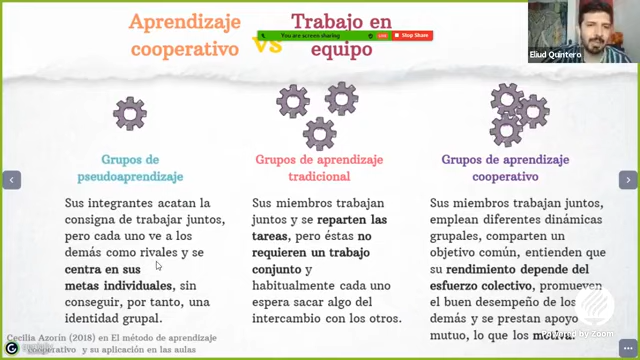 Aprendizaje
cooperativo
vs
Trabajo en
equipo
You are screen sharing
Stop Share
Eliud Quintero
Grupos de
pseudoaprendizaje
Sus integrantes acatan la
consigna de trabajar juntos,
pero cada uno ve a los
demás como rivales y se
centra en sus
metas individuales, sin
conseguir, por tanto, una
identidad grupal.
Grupos de aprendizaje
tradicional
Sus miembros trabajan
juntos y se reparten las
tareas, pero éstas no
requieren un trabajo
conjunto y
habitualmente cada uno
espera sacar algo del
intercambio con los otros.
Grupos de aprendizaje
cooperativo
Sus miembros trabajan juntos,
emplean diferentes dinámicas
grupales, comparten un
objetivo común, entienden que
su rendimiento depende del
esfuerzo colectivo, promueven
el buen desempeño de los
demás y se prestan apoyo
mutuo, lo que los motiva.
Powered by Zoom
Cecilia Azorín (2018) en El método de aprendizaje
cooperativo y su aplicación en las aulas